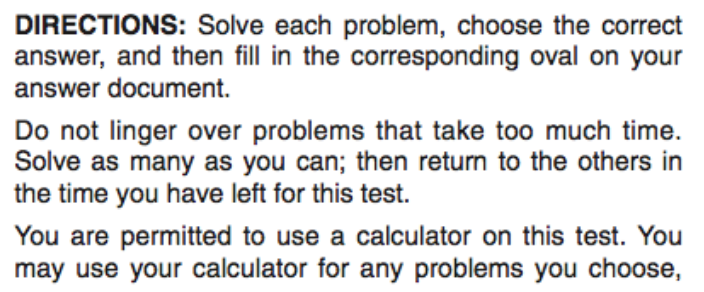 DIRECTIONS: Solve each problem, choose the correct
answer, and then fill in the corresponding oval on your
answer document.
Do not linger over problems that take too much time.
Solve as many as you can; then return to the others in
the time you have left for this test.
You are permitted to use a calculator on this test. You
may use your calculator for any problems you choose,